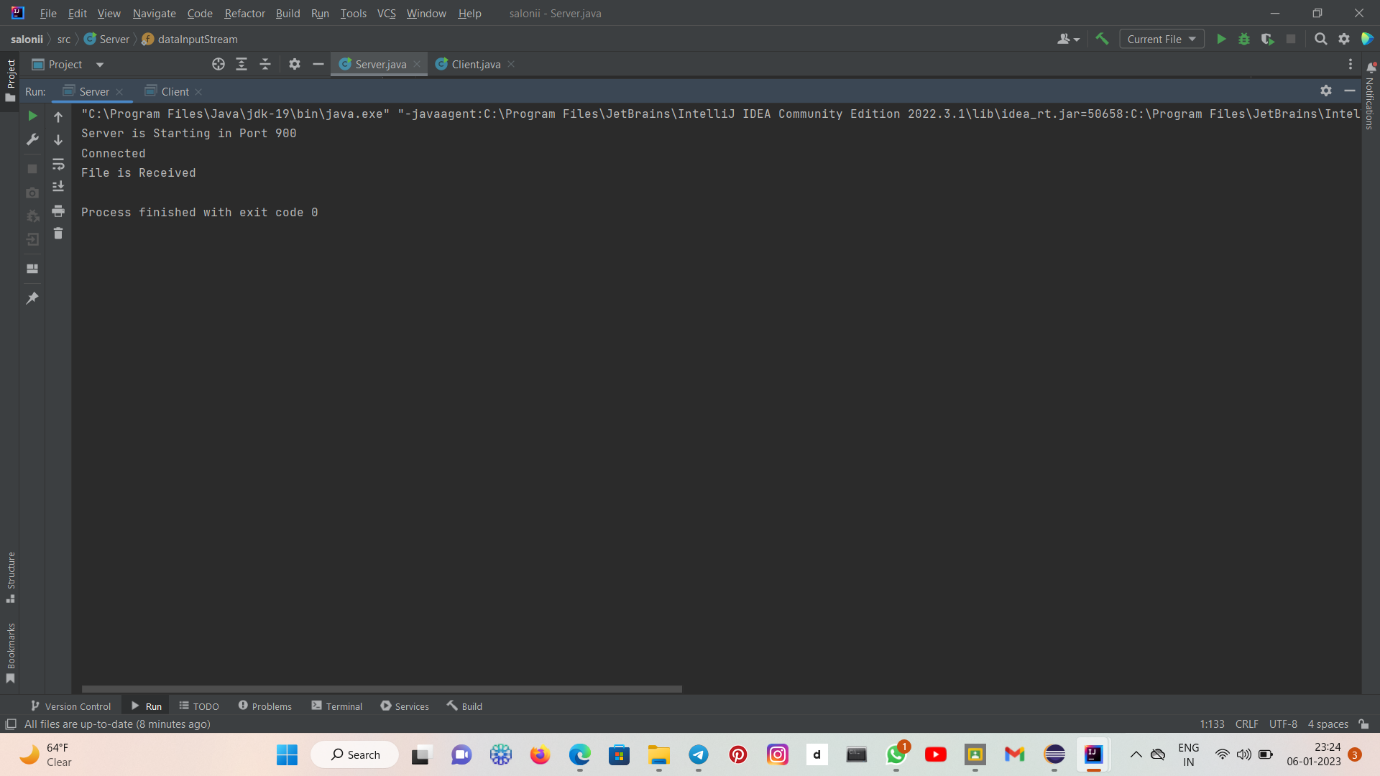 File Edit View Navigate Code Refactor Build Run Tools VCS Window Help salonii - Server.java
salonii src Server dataInputStream Current File
Project Server.java Client.java
Run: Server Client
"C:\Program Files\Java\jdk-19\bin\java.exe" "-javaagent:C:\Program Files\JetBrains\IntelliJ IDEA Community Edition 2022.3.1\lib\idea_rt.jar=50658:C:\Program Files\JetBrains\Intel
Server is Starting in Port 900
Connected
File is Received
Process finished with exit code 0
Project
Structure
Bookmarks
Notifications
Version Control Run TODO Problems Terminal Services Build
All files are up-to-date (8 minutes ago) 1:133 CRLF UTF-8 4 spaces
64°F
Clear
Search
d
1
ENG
IN
23:24
06-01-2023
3